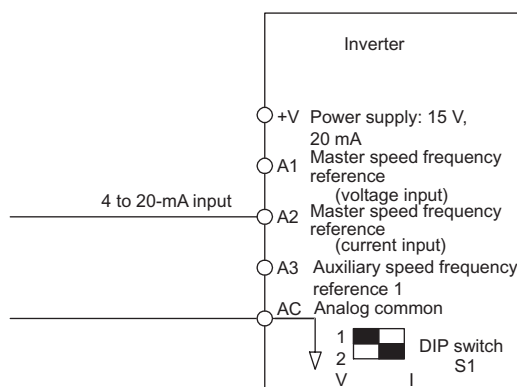 Inverter
+V Power supply: 15 V,
20 mA
A1 Master speed frequency
reference
(voltage input)
4 to 20-mA input
A2 Master speed frequency
reference
(current input)
A3 Auxiliary speed frequency
reference 1
AC Analog common
1
2
DIP switch
S1
V I